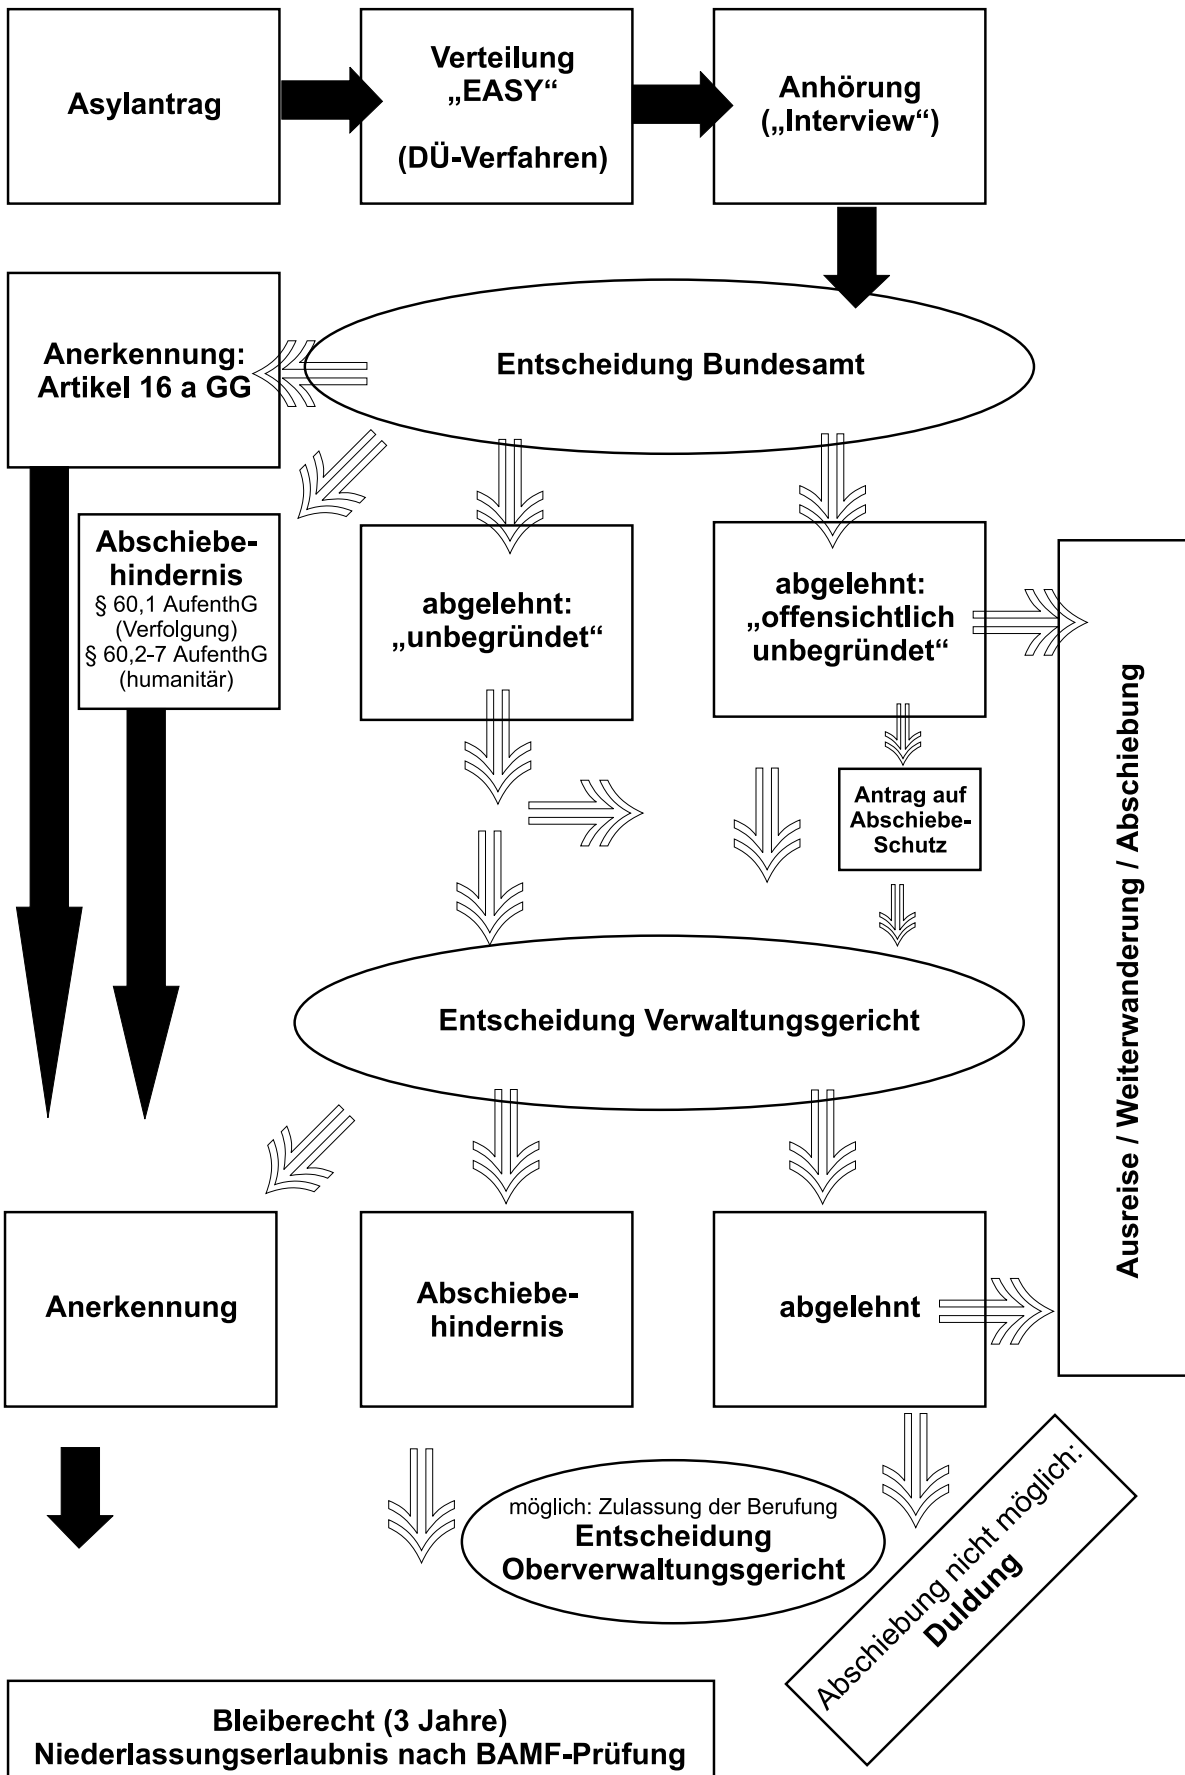 Asylantrag
Verteilung
„EASY“
(DÜ-Verfahren)
Anhörung
(„Interview“)
Entscheidung Bundesamt
Anerkennung:
Artikel 16 a GG
Abschiebe-
hindernis
§ 60,1 AufenthG
(Verfolgung)
§ 60,2-7 AufenthG
(humanitär)
abgelehnt:
„unbegründet“
abgelehnt:
„offensichtlich
unbegründet“
Antrag auf
Abschiebe-
Schutz
Ausreise / Weiterwanderung / Abschiebung
Entscheidung Verwaltungsgericht
Anerkennung
Abschiebe-
hindernis
abgelehnt
möglich: Zulassung der Berufung
Entscheidung
Oberverwaltungsgericht
Abschiebung nicht möglich:
Duldung
Bleiberecht (3 Jahre)
Niederlassungserlaubnis nach BAMF-Prüfung